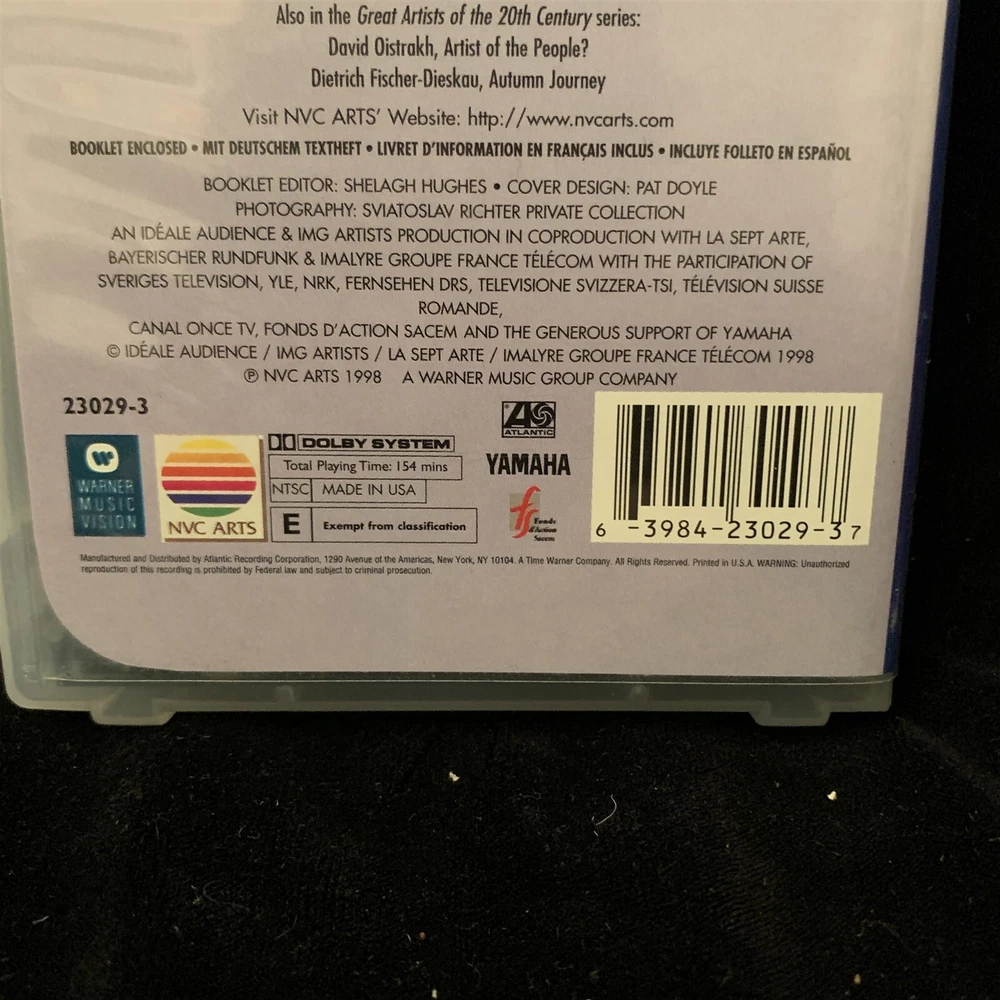 Also in the Great Artists of the 20th Century series:
David Oistrakh, Artist of the People?
Dietrich Fischer-Dieskau, Autumn Journey
Visit NVC ARTS' Website: http://www.nvcarts.com
BOOKLET ENCLOSED • MIT DEUTSCHEM TEXTHEFT • LIVRET D'INFORMATION EN FRANÇAIS INCLUS • INCLUYE FOLLETO EN ESPAÑOL
BOOKLET EDITOR: SHELAGH HUGHES • COVER DESIGN: PAT DOYLE
PHOTOGRAPHY: SVIATOSLAV RICHTER PRIVATE COLLECTION
AN IDÉALE AUDIENCE & IMG ARTISTS PRODUCTION IN COPRODUCTION WITH LA SEPT ARTE,
BAYERISCHER RUNDFUNK & IMALYRE GROUPE FRANCE TÉLÉCOM WITH THE PARTICIPATION OF
SVERIGES TELEVISION, YLE, NRK, FERNSEHEN DRS, TELEVISIONE SVIZZERA-TSI, TÉLÉVISION SUISSE
ROMANDE,
CANAL ONCE TV, FONDS D'ACTION SACEM AND THE GENEROUS SUPPORT OF YAMAHA
© IDÉALE AUDIENCE / IMG ARTISTS / LA SEPT ARTE / IMALYRE GROUPE FRANCE TÉLÉCOM 1998
℗ NVC ARTS 1998 A WARNER MUSIC GROUP COMPANY
23029-3
WARNER
MUSIC
VISION
NVC ARTS
DOLBY SYSTEM
Total Playing Time: 154 mins
NTSC MADE IN USA
E Exempt from classification
ATLANTIC
YAMAHA
Fonds
d'Action
Sacem
6 -3984-23029-3 7
Manufactured and Distributed by Atlantic Recording Corporation, 1290 Avenue of the Americas, New York, NY 10104. A Time Warner Company. All Rights Reserved. Printed in U.S.A. WARNING: Unauthorized
reproduction of this recording is prohibited by Federal law and subject to criminal prosecution.